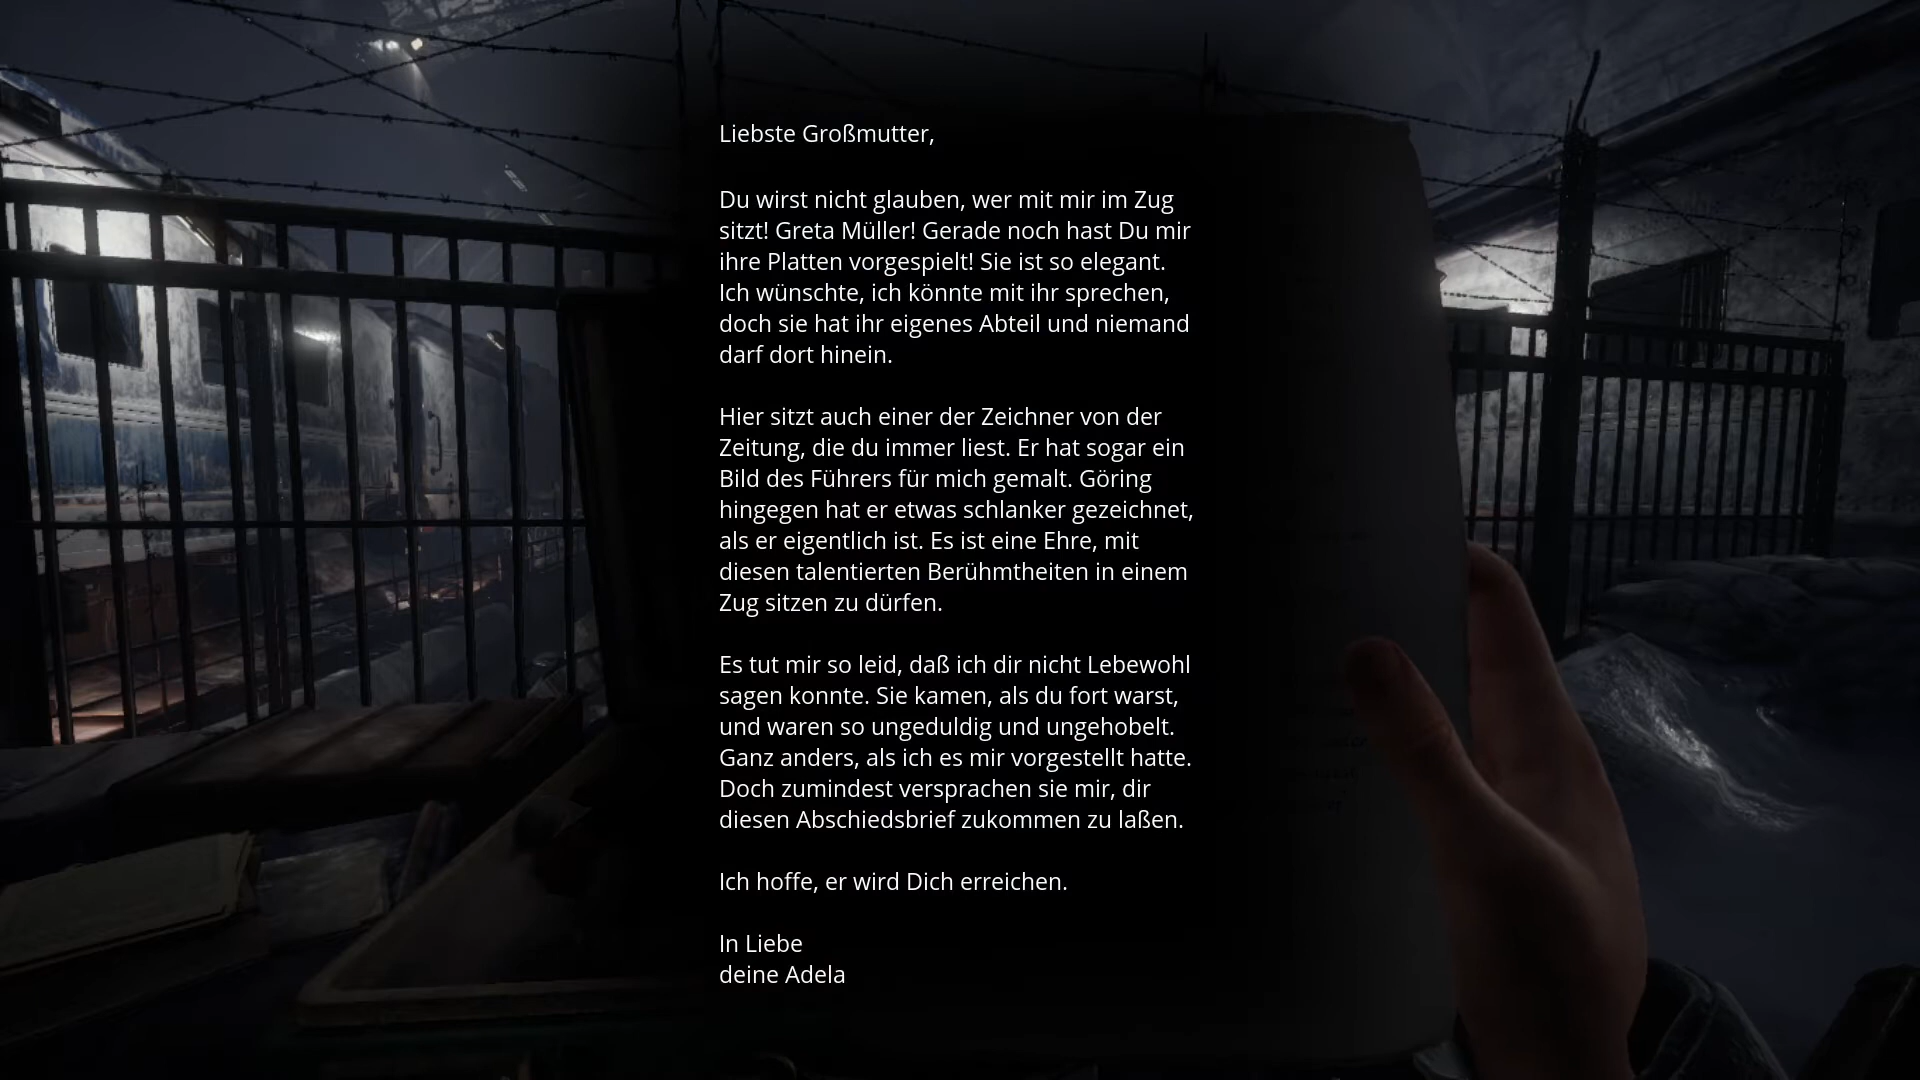 Liebste Großmutter,
Du wirst nicht glauben, wer mit mir im Zug
sitzt! Greta Müller! Gerade noch hast Du mir
ihre Platten vorgespielt! Sie ist so elegant.
Ich wünschte, ich könnte mit ihr sprechen,
doch sie hat ihr eigenes Abteil und niemand
darf dort hinein.
Hier sitzt auch einer der Zeichner von der
Zeitung, die du immer liest. Er hat sogar ein
Bild des Führers für mich gemalt. Göring
hingegen hat er etwas schlanker gezeichnet,
als er eigentlich ist. Es ist eine Ehre, mit
diesen talentierten Berühmtheiten in einem
Zug sitzen zu dürfen.
Es tut mir so leid, daß ich dir nicht Lebewohl
sagen konnte. Sie kamen, als du fort warst,
und waren so ungeduldig und ungehobelt.
Ganz anders, als ich es mir vorgestellt hatte.
Doch zumindest versprachen sie mir, dir
diesen Abschiedsbrief zukommen zu laßen.
Ich hoffe, er wird Dich erreichen.
In Liebe
deine Adela